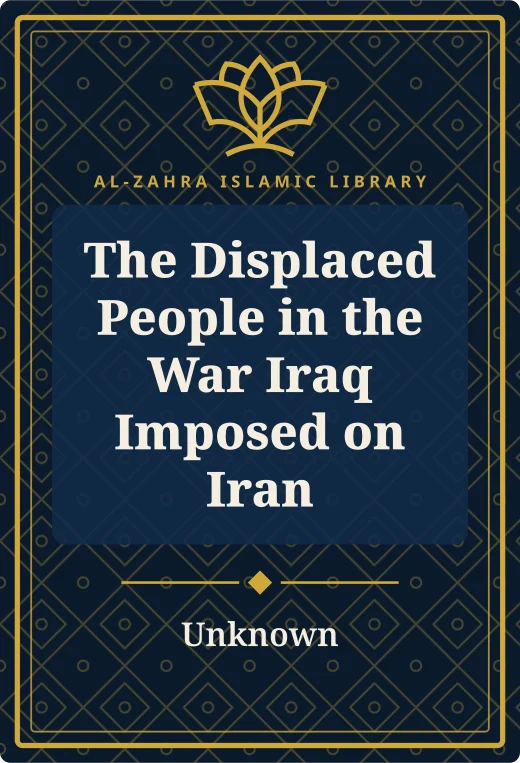 AL-ZAHRA ISLAMIC LIBRARY
The Displaced
People in the
War Iraq
Imposed on
Iran
Unknown